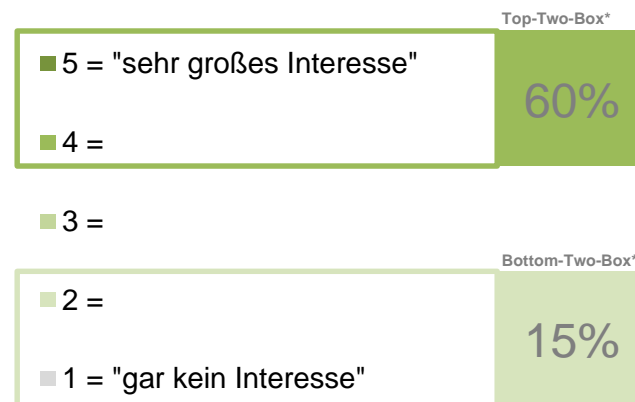 Top-Two-Box*
5 = "sehr großes Interesse"
60%
4 =
3 =
Bottom-Two-Box*
2 =
15%
1 = "gar kein Interesse"